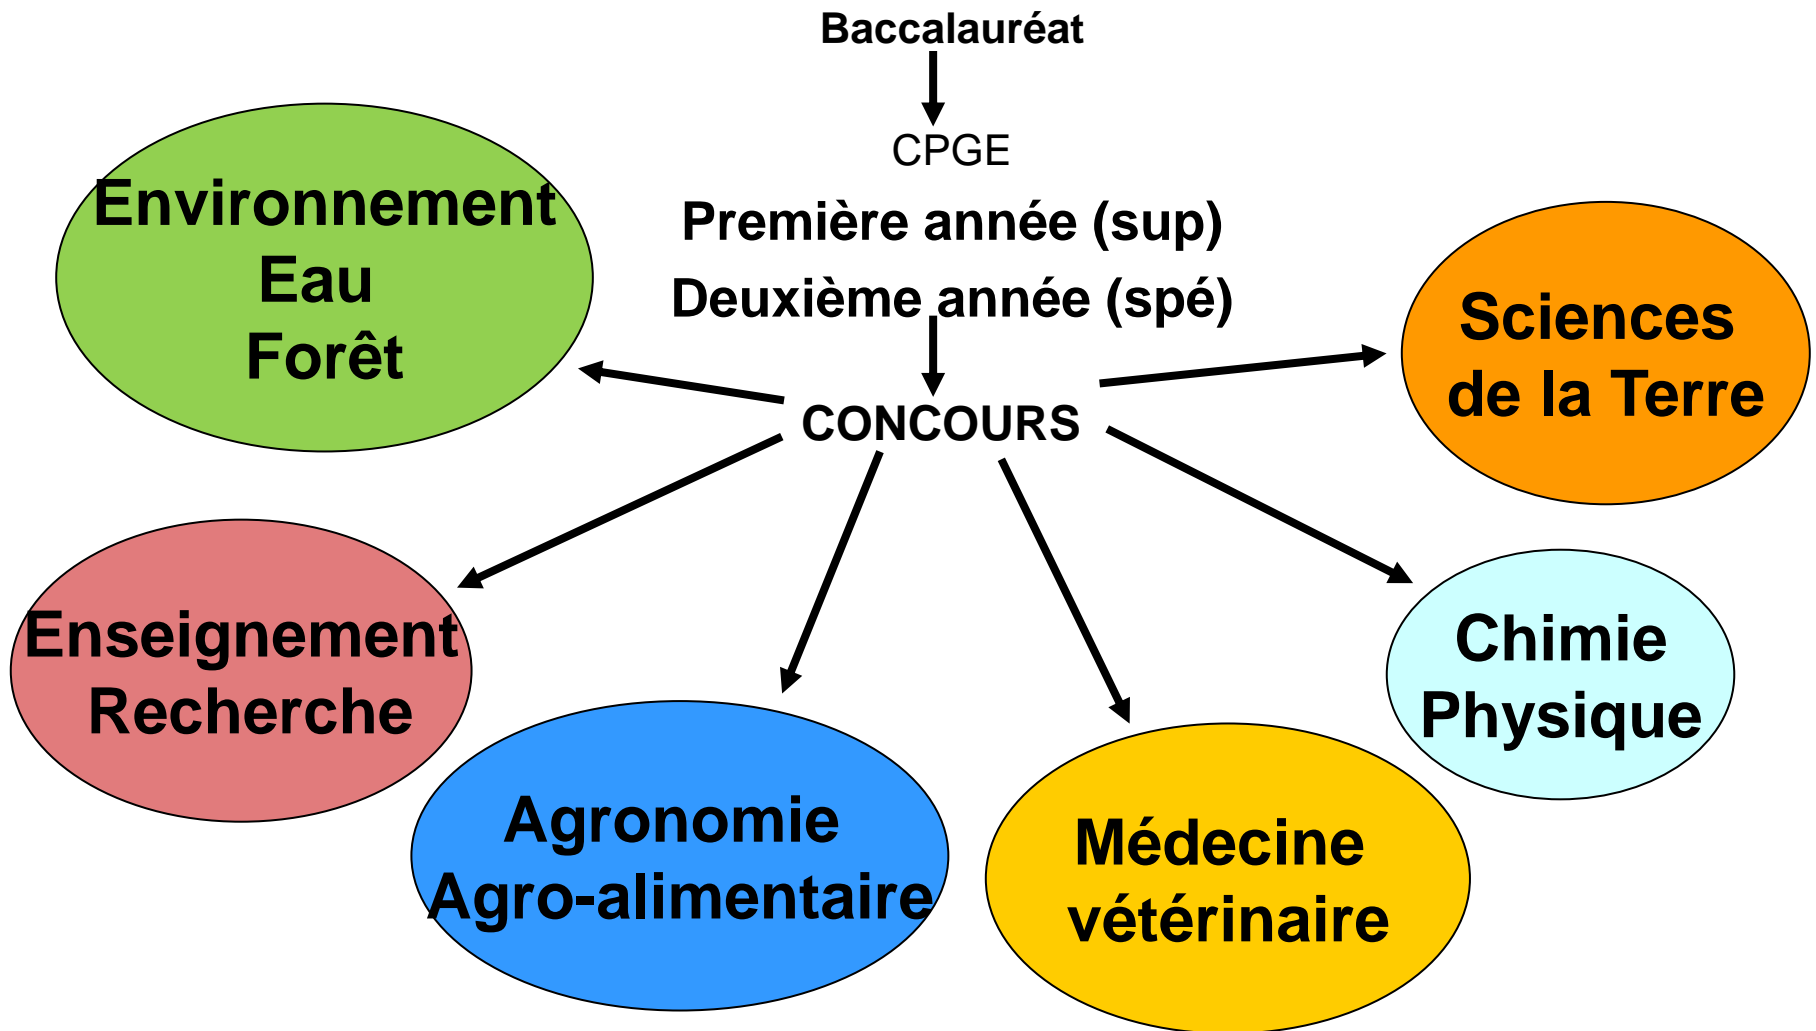 Baccalauréat
CPGE
Première année (sup)
Deuxième année (spé)
CONCOURS
Environnement
Eau
Forêt
Sciences
de la Terre
Enseignement
Recherche
Chimie
Physique
Agronomie
Agro-alimentaire
Médecine
vétérinaire